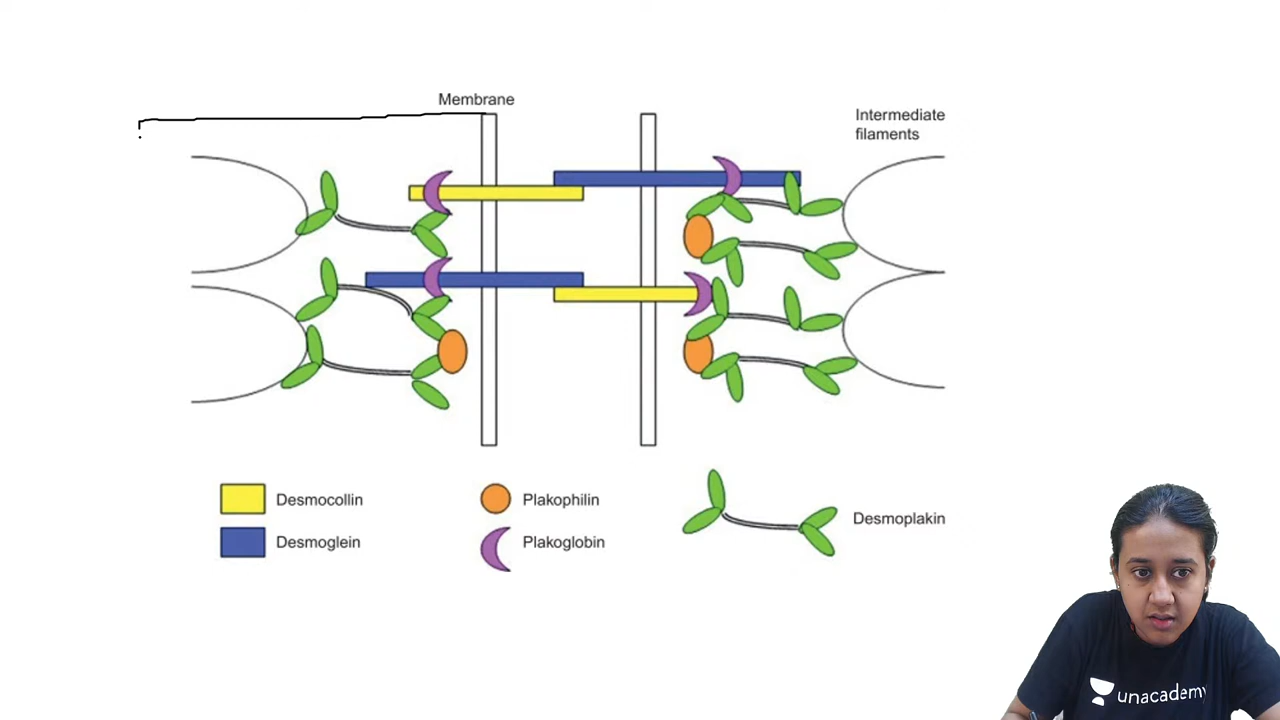 Membrane
Intermediate
filaments
Desmocollin
Plakophilin
Desmoplakin
Desmoglein
Plakoglobin
unacademy